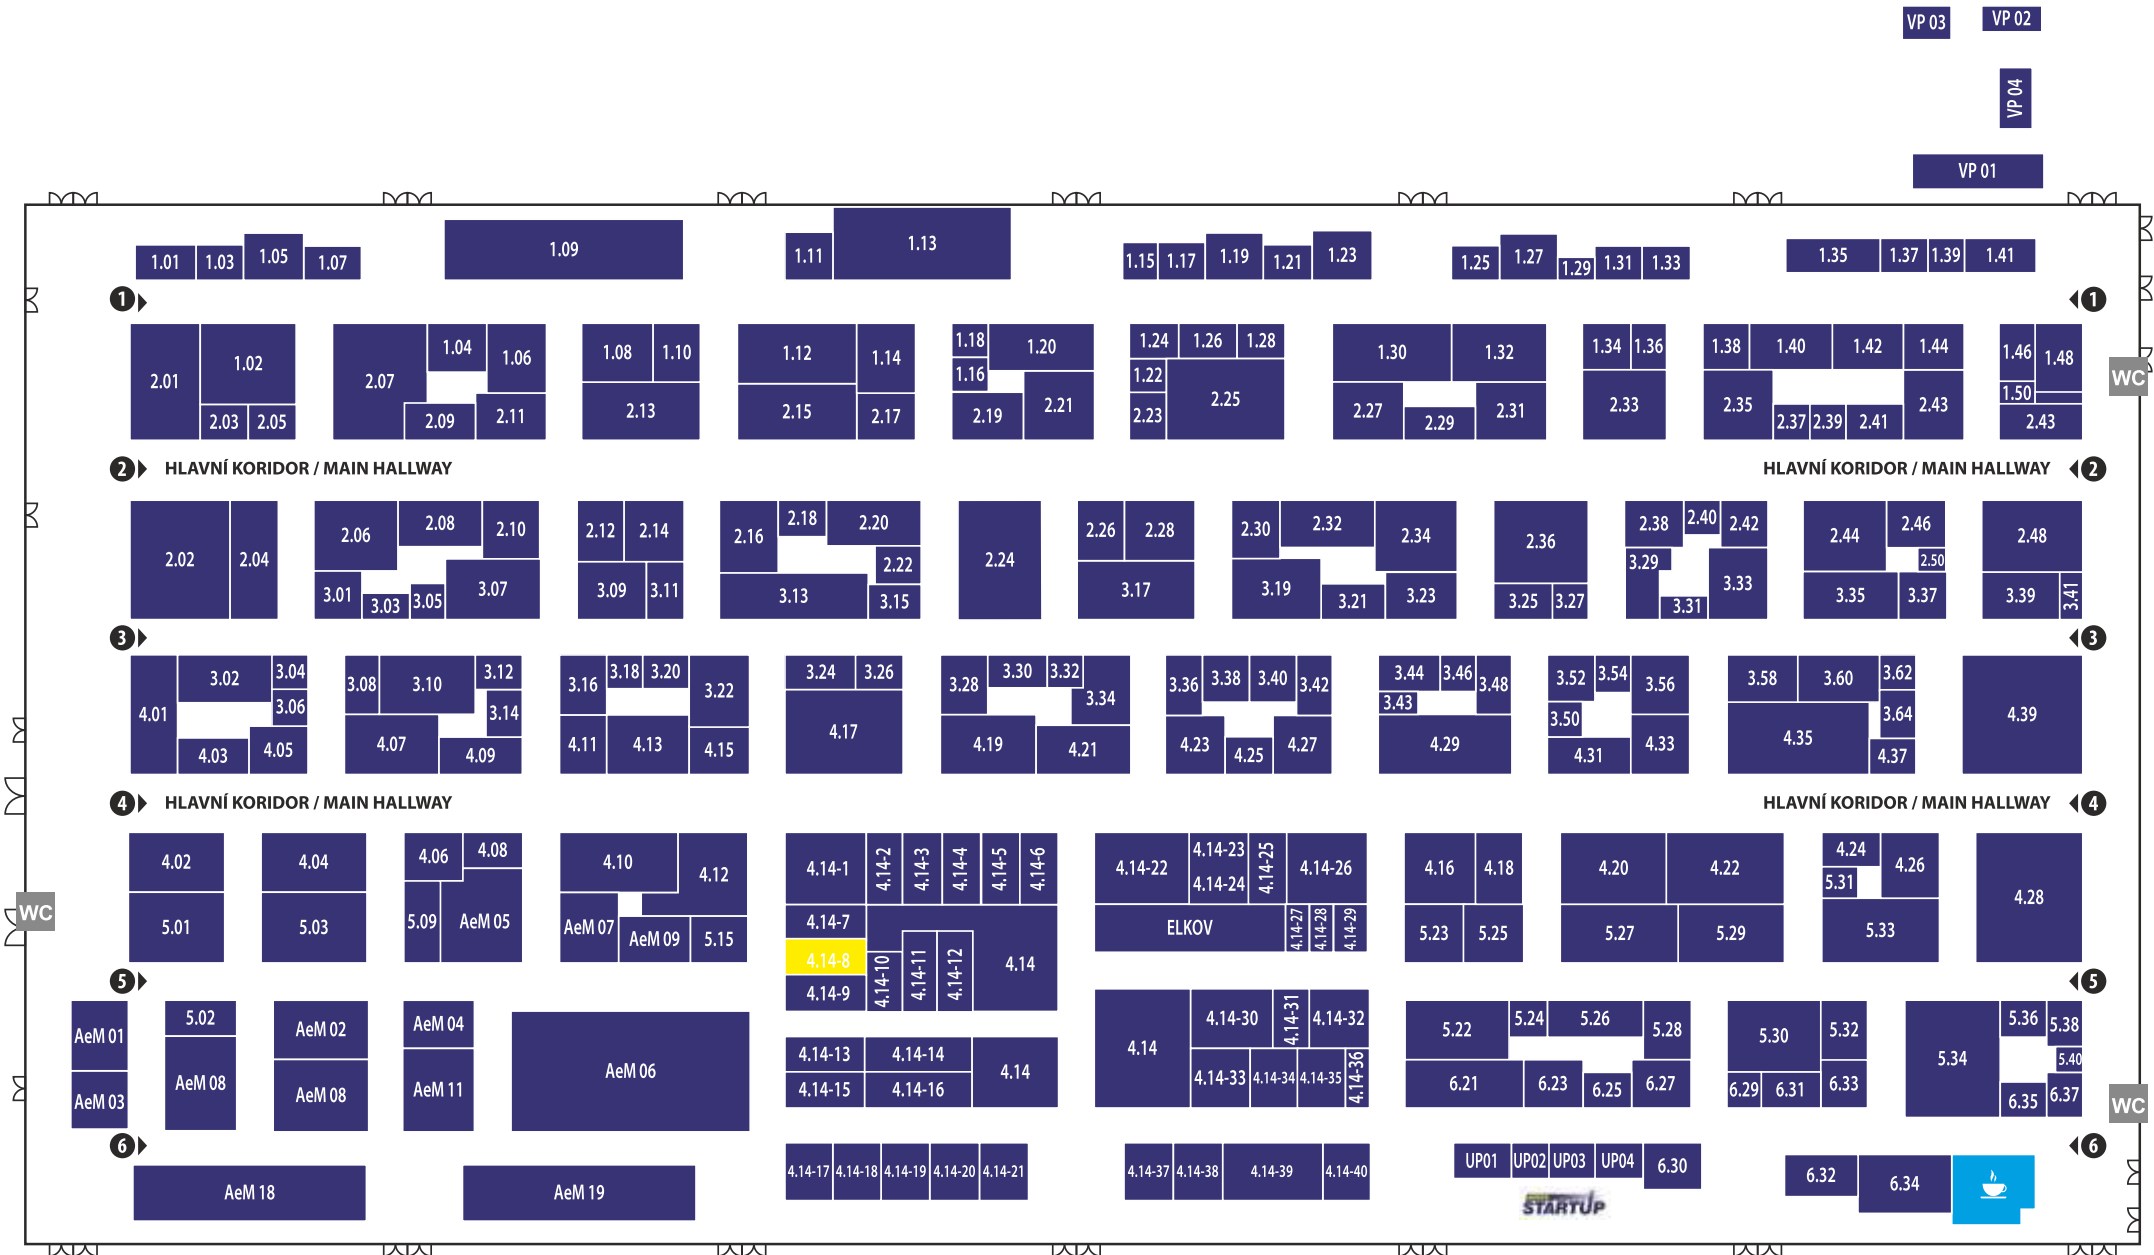 VP 03
VP 02
VP 04
VP 01
1.01 1.03 1.05 1.07 1.09 1.11 1.13 1.15 1.17 1.19 1.21 1.23 1.25 1.27 1.29 1.31 1.33 1.35 1.37 1.39 1.41
1 1
2.01 1.02 2.07 1.04 1.06 1.08 1.10 1.12 1.14 1.18 1.20 1.24 1.26 1.28 1.30 1.32 1.34 1.36 1.38 1.40 1.42 1.44 1.46 1.48
WC
1.16 1.22 1.50
2.03 2.05 2.09 2.11 2.13 2.15 2.17 2.19 2.21 2.23 2.25 2.27 2.29 2.31 2.33 2.35 2.37 2.39 2.41 2.43 2.43
2 HLAVNÍ KORIDOR / MAIN HALLWAY HLAVNÍ KORIDOR / MAIN HALLWAY 2
2.02 2.04 2.06 2.08 2.10 2.12 2.14 2.16 2.18 2.20 2.22 2.24 2.26 2.28 2.30 2.32 2.34 2.36 2.38 2.40 2.42 2.44 2.46 2.50 2.48
3.01 3.03 3.05 3.07 3.09 3.11 3.13 3.15 3.17 3.19 3.21 3.23 3.25 3.27 3.29 3.31 3.33 3.35 3.37 3.39 3.41
3 3
4.01 3.02 3.04 3.06 3.08 3.10 3.12 3.14 3.16 3.18 3.20 3.22 3.24 3.26 3.28 3.30 3.32 3.34 3.36 3.38 3.40 3.42 3.44 3.46 3.48 3.43 3.52 3.54 3.56 3.50 3.58 3.60 3.62 3.64 4.39
4.03 4.05 4.07 4.09 4.11 4.13 4.15 4.17 4.19 4.21 4.23 4.25 4.27 4.29 4.31 4.33 4.35 4.37
4 HLAVNÍ KORIDOR / MAIN HALLWAY HLAVNÍ KORIDOR / MAIN HALLWAY 4
4.02 4.04 4.06 4.08 4.10 4.12 4.14-1 4.14-2 4.14-3 4.14-4 4.14-5 4.14-6 4.14-22 4.14-23 4.14-24 4.14-25 4.14-26 4.16 4.18 4.20 4.22 4.24 4.26 5.31 4.28
WC
5.01 5.03 5.09 AeM 05 AeM 07 AeM 09 5.15 4.14-7 ELKOV 4.14-27 4.14-28 4.14-29 5.23 5.25 5.27 5.29 5.33
4.14-8 4.14-10 4.14-11 4.14-12 4.14
4.14-9
5 5
AeM 01 5.02 AeM 02 AeM 04 4.14 4.14-30 4.14-31 4.14-32 5.22 5.24 5.26 5.28 5.30 5.32 5.34 5.36 5.38 5.40
AeM 03 AeM 08 AeM 08 AeM 11 AeM 06 4.14-13 4.14-14 4.14 4.14-33 4.14-34 4.14-35 4.14-36 6.21 6.23 6.25 6.27 6.29 6.31 6.33 6.35 6.37
4.14-15 4.14-16
WC
6 6
AeM 18 AeM 19 4.14-17 4.14-18 4.14-19 4.14-20 4.14-21 4.14-37 4.14-38 4.14-39 4.14-40 UP01 UP02 UP03 UP04 6.30 6.32 6.34
STARTUP